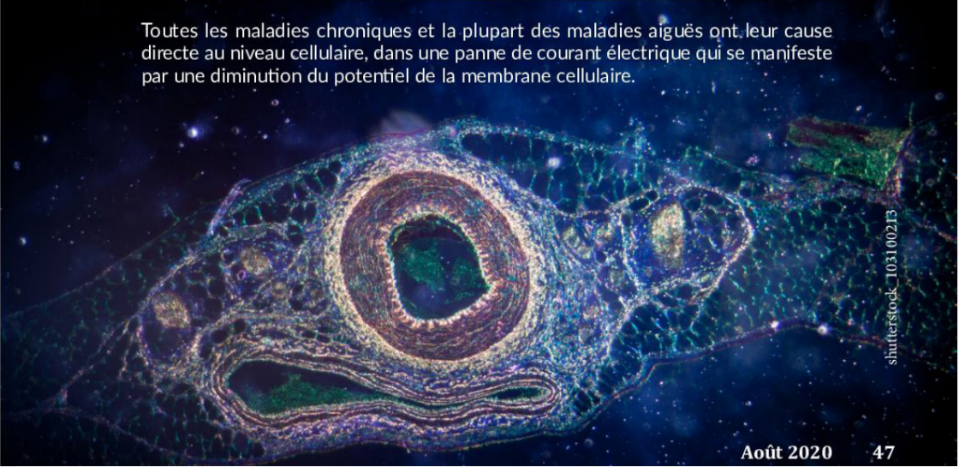 Toutes les maladies chroniques et la plupart des maladies aiguës ont leur cause
directe au niveau cellulaire, dans une panne de courant électrique qui se manifeste
par une diminution du potentiel de la membrane cellulaire.
shutterstock_103100213
Août 2020 47